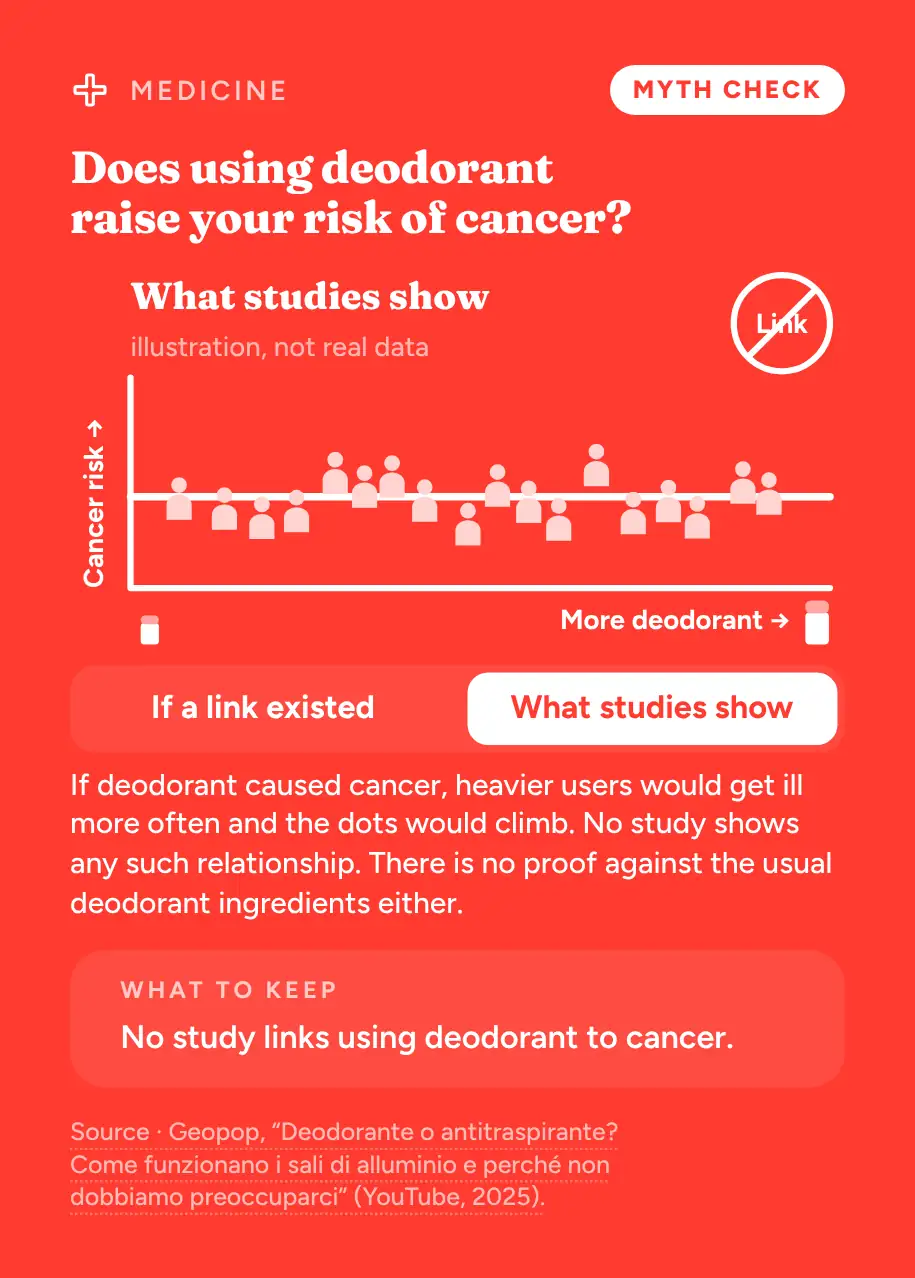 MEDICINE
MYTH CHECK
Does using deodorant
raise your risk of cancer?
What studies show
Link
illustration, not real data
Cancer risk →
More deodorant →
If a link existed
What studies show
If deodorant caused cancer, heavier users would get ill
more often and the dots would climb. No study shows
any such relationship. There is no proof against the usual
deodorant ingredients either.
WHAT TO KEEP
No study links using deodorant to cancer.
Source · Geopop, “Deodorante o antitraspirante?
Come funzionano i sali di alluminio e perché non
dobbiamo preoccuparci” (YouTube, 2025).